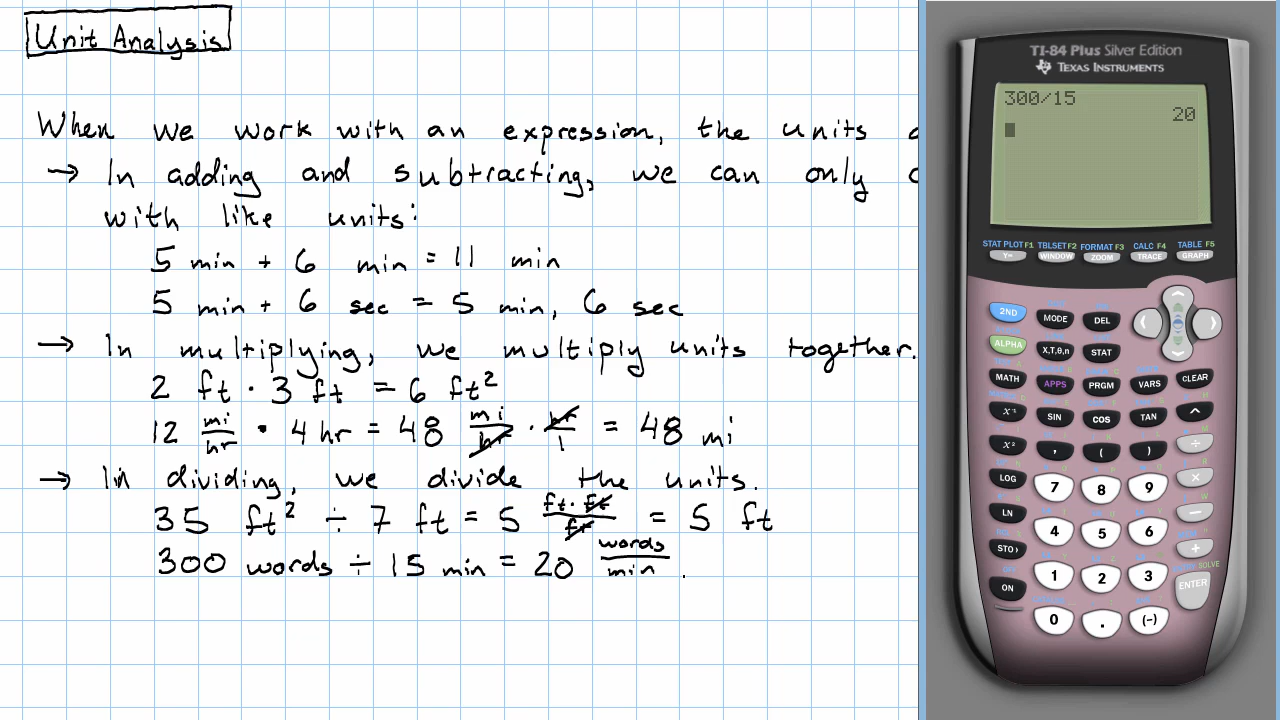 Unit Analysis
When we work with an expression, the units
→ In adding and subtracting, we can only
with like units:
5 min + 6 min = 11 min
5 min + 6 sec = 5 min, 6 sec
→ In multiplying, we multiply units together.
2 ft · 3 ft = 6 ft²
12 mi/hr · 4 hr = 48 mi/hr · hr/1 = 48 mi
→ In dividing, we divide the units.
35 ft² ÷ 7 ft = 5 ft·ft/ft = 5 ft
300 words ÷ 15 min = 20 words/min.
TI-84 Plus Silver Edition
TEXAS INSTRUMENTS
300/15
20
STAT PLOT F1 TBLSET F2 FORMAT F3 CALC F4 TABLE F5
Y= WINDOW ZOOM TRACE GRAPH
2ND MODE DEL
ALPHA X,T,θ,n STAT
MATH APPS PRGM VARS CLEAR
x⁻¹ SIN COS TAN ^
x² , ( ) ÷
LOG 7 8 9 ×
LN 4 5 6 −
STO› 1 2 3 +
ON 0 . (−) ENTER